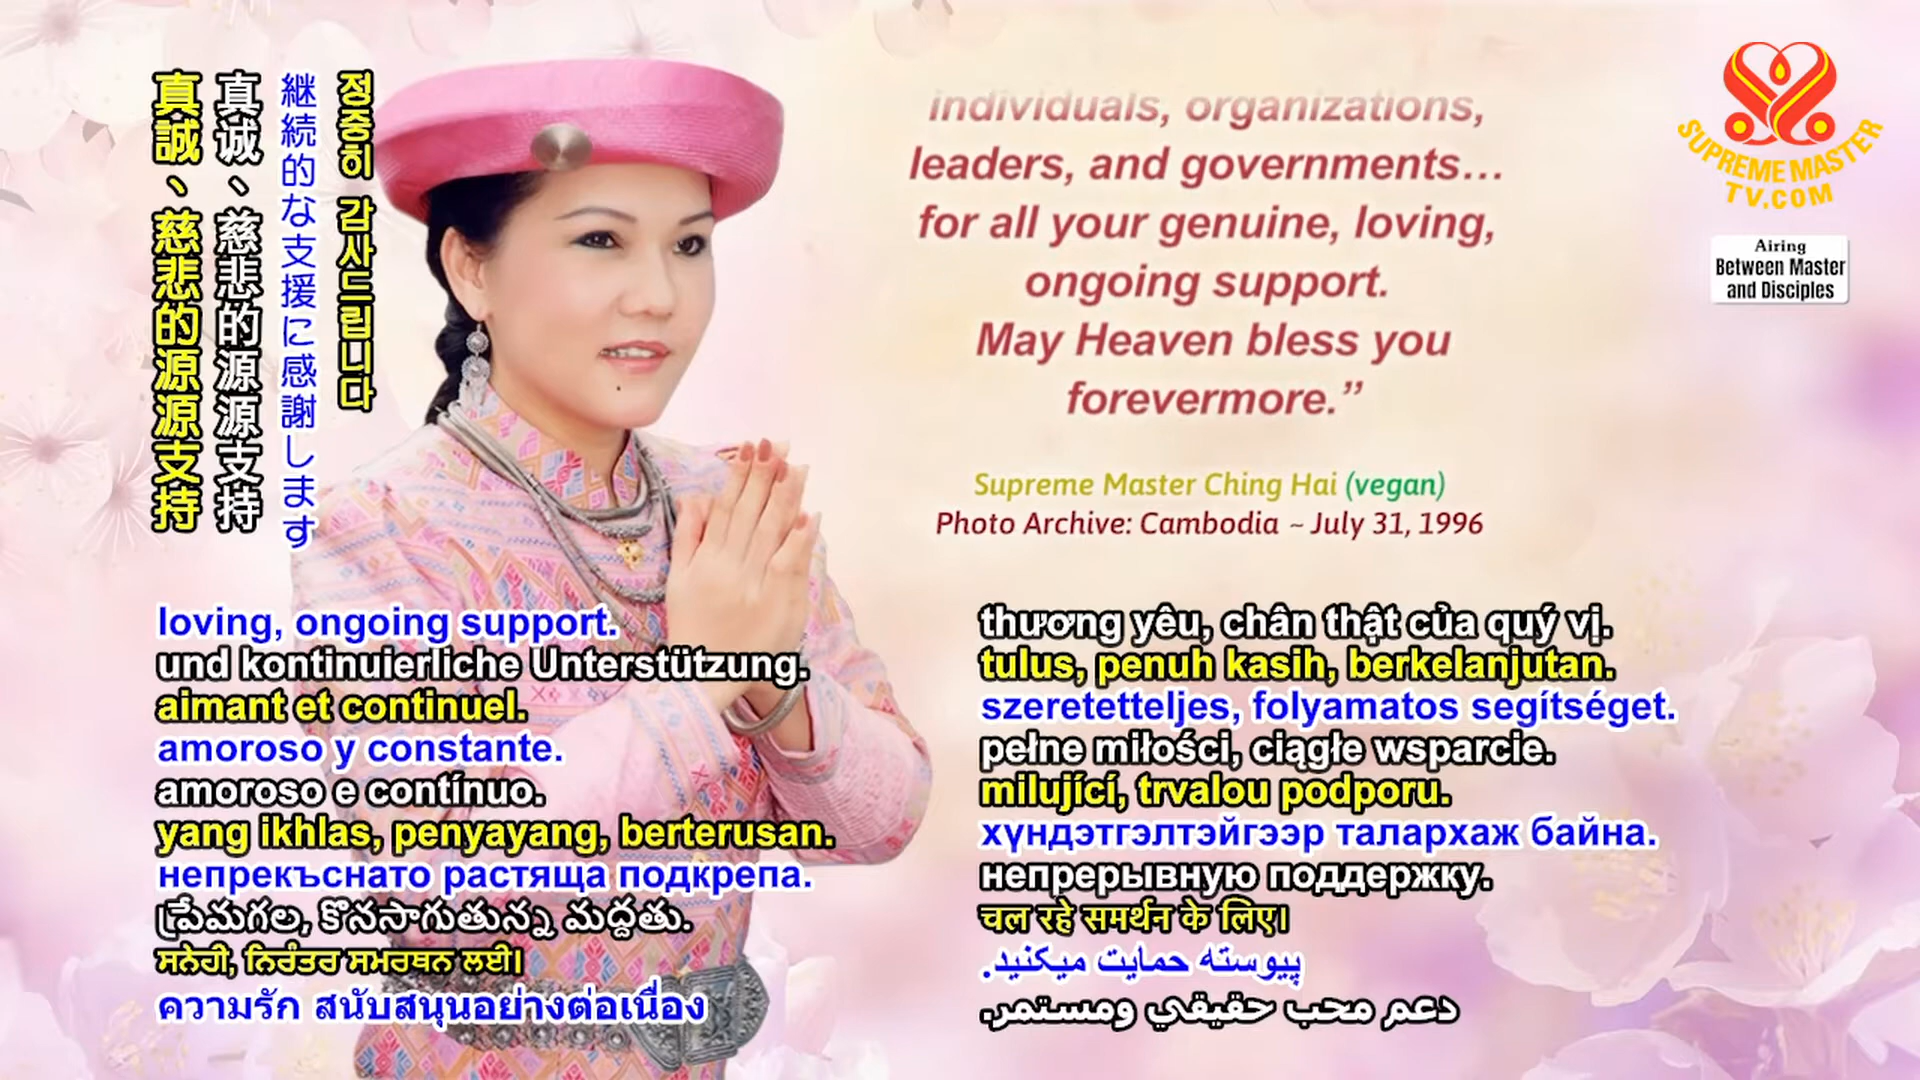 真誠、慈悲的源源支持
真诚、慈悲的源源支持
継続的な支援に感謝します
정중히 감사드립니다
individuals, organizations,
leaders, and governments…
for all your genuine, loving,
ongoing support.
May Heaven bless you
forevermore.”
Supreme Master Ching Hai (vegan)
Photo Archive: Cambodia ~ July 31, 1996
SUPREME MASTER
TV.COM
Airing
Between Master
and Disciples
loving, ongoing support.
und kontinuierliche Unterstützung.
aimant et continuel.
amoroso y constante.
amoroso e contínuo.
yang ikhlas, penyayang, berterusan.
непрекъснато растяща подкрепа.
ప్రేమగల, కొనసాగుతున్న మద్దతు.
ਸਨੇਹੀ, ਨਿਰੰਤਰ ਸਮਰਥਨ ਲਈ।
ความรัก สนับสนุนอย่างต่อเนื่อง
thương yêu, chân thật của quý vị.
tulus, penuh kasih, berkelanjutan.
szeretetteljes, folyamatos segítséget.
pełne miłości, ciągłe wsparcie.
milující, trvalou podporu.
хүндэтгэлтэйгээр талархаж байна.
непрерывную поддержку.
चल रहे समर्थन के लिए।
پیوسته حمایت میکنید.
دعم محب حقيقي ومستمر.